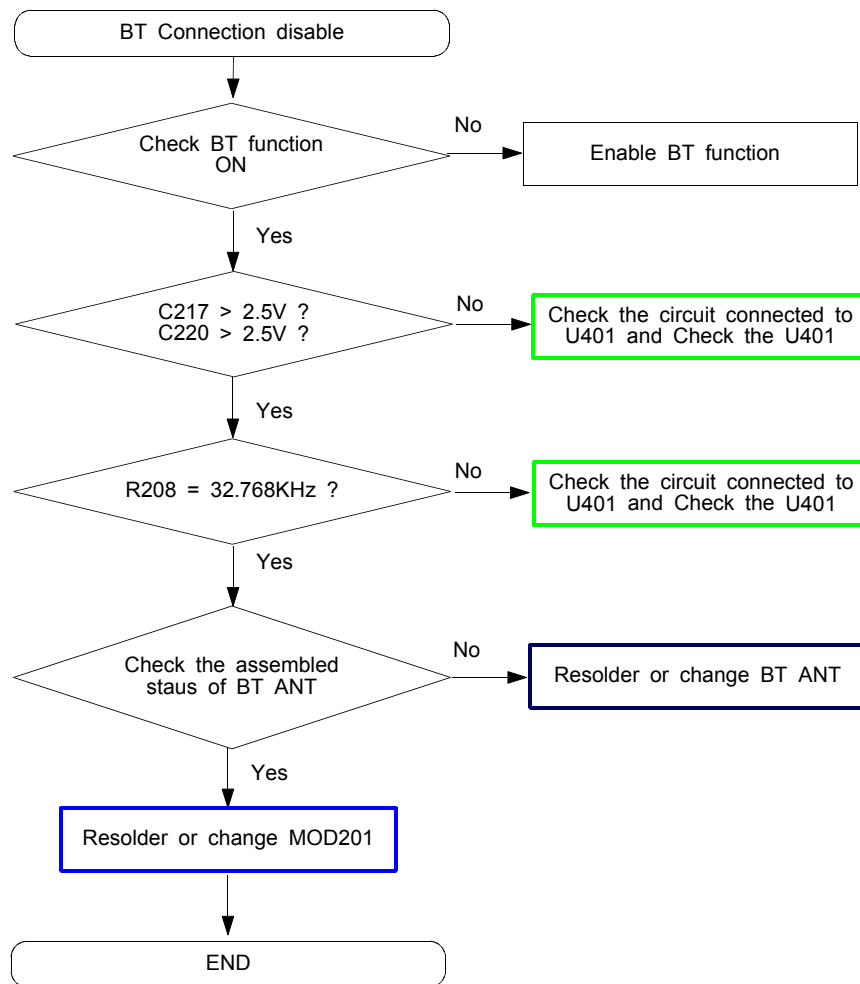 BT Connection disable
Check BT function
ON
No
Enable BT function
Yes
C217 > 2.5V ?
C220 > 2.5V ?
No
Check the circuit connected to
U401 and Check the U401
Yes
R208 = 32.768KHz ?
No
Check the circuit connected to
U401 and Check the U401
Yes
Check the assembled
staus of BT ANT
No
Resolder or change BT ANT
Yes
Resolder or change MOD201
END